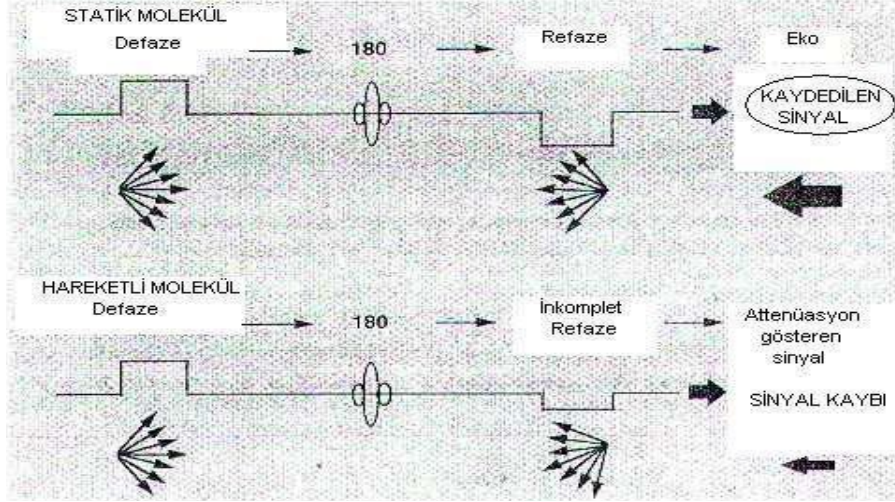 STATİK MOLEKÜL
Defaze
180
Refaze
Eko
KAYDEDİLEN
SİNYAL
HAREKETLİ MOLEKÜL
Defaze
180
İnkomplet
Refaze
Attenüasyon
gösteren
sinyal
SİNYAL KAYBI